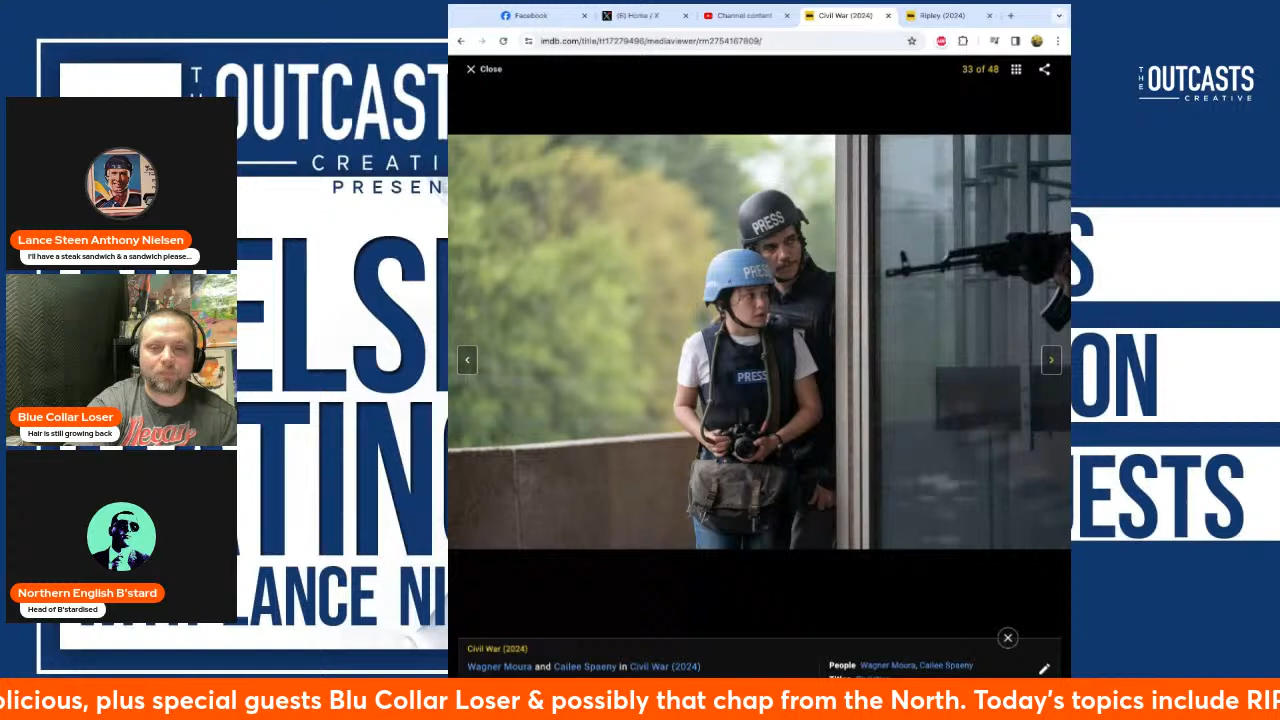 Facebook
(6) Home / X
Channel content
Civil War (2024)
Ripley (2024)
imdb.com/title/tt17279496/mediaviewer/rm2754167809/
Close
33 of 48
THE
OUTCASTS
CREATIVE
THE
OUTCAST
CREATI
PRESEN
ELS
S
TIN
ON
LANCE NI
ESTS
PRESS
PRESS
PRESS
Lance Steen Anthony Nielsen
I'll have a steak sandwich & a sandwich please...
Blue Collar Loser
Hair is still growing back
Northern English B'stard
Head of B'stardised
Civil War (2024)
Wagner Moura and Cailee Spaeny in Civil War (2024)
People Wagner Moura, Cailee Spaeny
olicious, plus special guests Blu Collar Loser & possibly that chap from the North. Today's topics include RIP